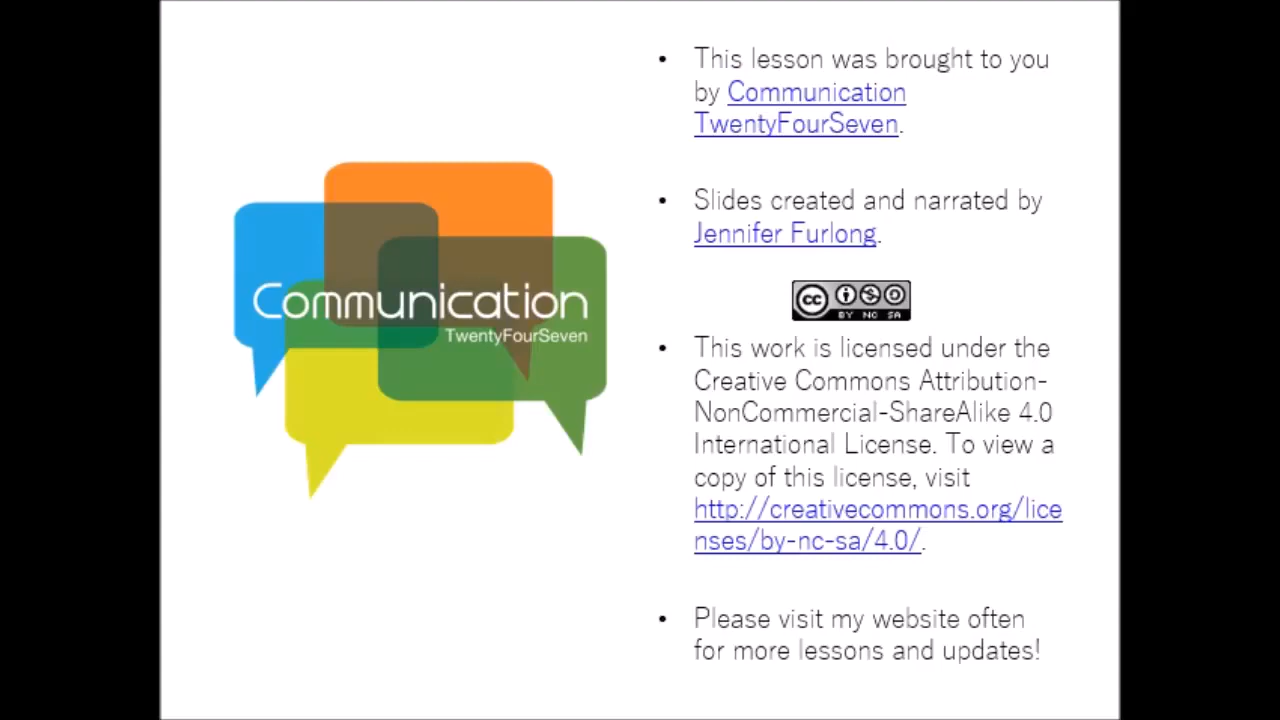 Communication
TwentyFourSeven
• This lesson was brought to you
by Communication
TwentyFourSeven.
• Slides created and narrated by
Jennifer Furlong.
cc
BY NC SA
• This work is licensed under the
Creative Commons Attribution-
NonCommercial-ShareAlike 4.0
International License. To view a
copy of this license, visit
http://creativecommons.org/lice
nses/by-nc-sa/4.0/.
• Please visit my website often
for more lessons and updates!